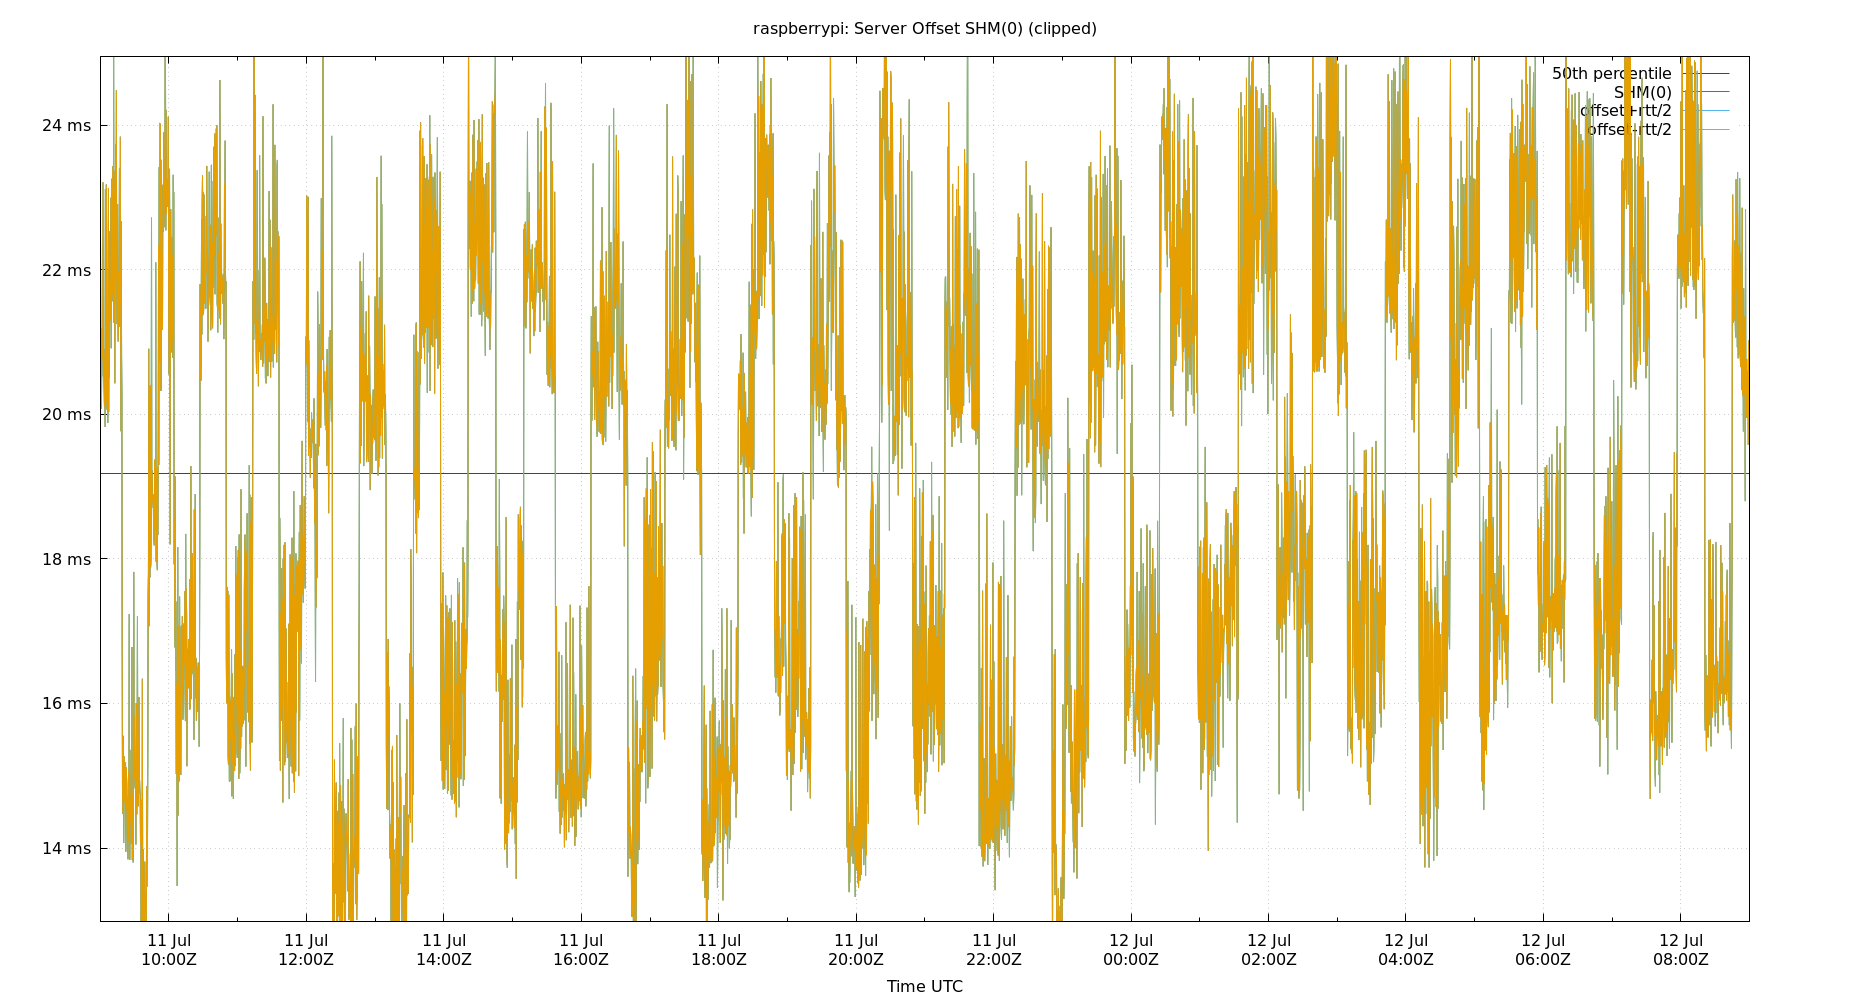 raspberrypi: Server Offset SHM(0) (clipped)
50th percentile
SHM(0)
offset+rtt/2
offset-rtt/2
24 ms
22 ms
20 ms
18 ms
16 ms
14 ms
11 Jul 11 Jul 11 Jul 11 Jul 11 Jul 11 Jul 11 Jul 12 Jul 12 Jul 12 Jul 12 Jul 12 Jul
10:00Z 12:00Z 14:00Z 16:00Z 18:00Z 20:00Z 22:00Z 00:00Z 02:00Z 04:00Z 06:00Z 08:00Z
Time UTC